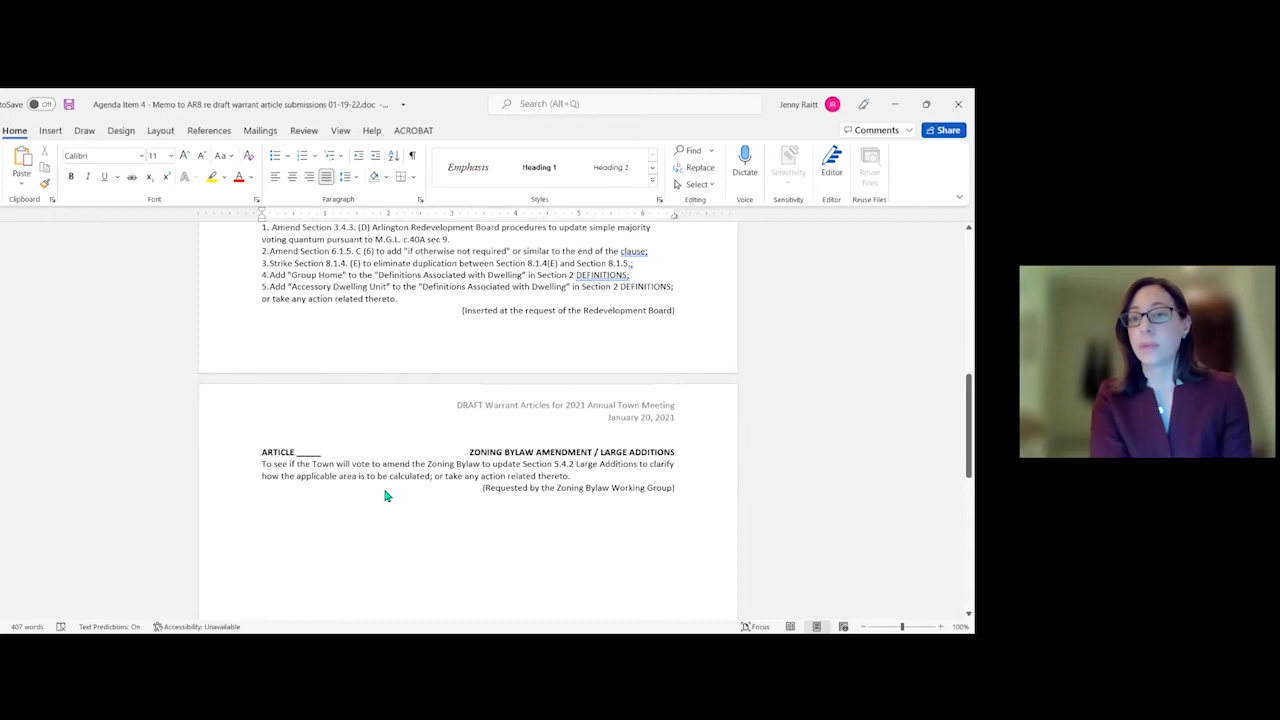 toSave Off Agenda Item 4 - Memo to ARB re draft warrant article submissions 01-19-22.doc -... Search (Alt+Q) Jenny Raitt JR
Home Insert Draw Design Layout References Mailings Review View Help ACROBAT Comments Share
Calibri 11 Emphasis Heading 1 Heading 2 Find
Replace
Select
Paste Dictate Sensitivity Editor Reuse Files
Clipboard Font Paragraph Styles Editing Voice Sensitivity Editor Reuse Files
1 2 3 4 5 6
1. Amend Section 3.4.3. (D) Arlington Redevelopment Board procedures to update simple majority
voting quantum pursuant to M.G.L. c.40A sec 9.
2.Amend Section 6.1.5. C (6) to add "if otherwise not required" or similar to the end of the clause;
3.Strike Section 8.1.4. (E) to eliminate duplication between Section 8.1.4(E) and Section 8.1.5.;
4.Add "Group Home" to the "Definitions Associated with Dwelling" in Section 2 DEFINITIONS;
5.Add "Accessory Dwelling Unit" to the "Definitions Associated with Dwelling" in Section 2 DEFINITIONS;
or take any action related thereto.
(Inserted at the request of the Redevelopment Board)
DRAFT Warrant Articles for 2021 Annual Town Meeting
January 20, 2021
ARTICLE _____ ZONING BYLAW AMENDMENT / LARGE ADDITIONS
To see if the Town will vote to amend the Zoning Bylaw to update Section 5.4.2 Large Additions to clarify
how the applicable area is to be calculated; or take any action related thereto.
(Requested by the Zoning Bylaw Working Group)
407 words Text Predictions: On Accessibility: Unavailable Focus 100%